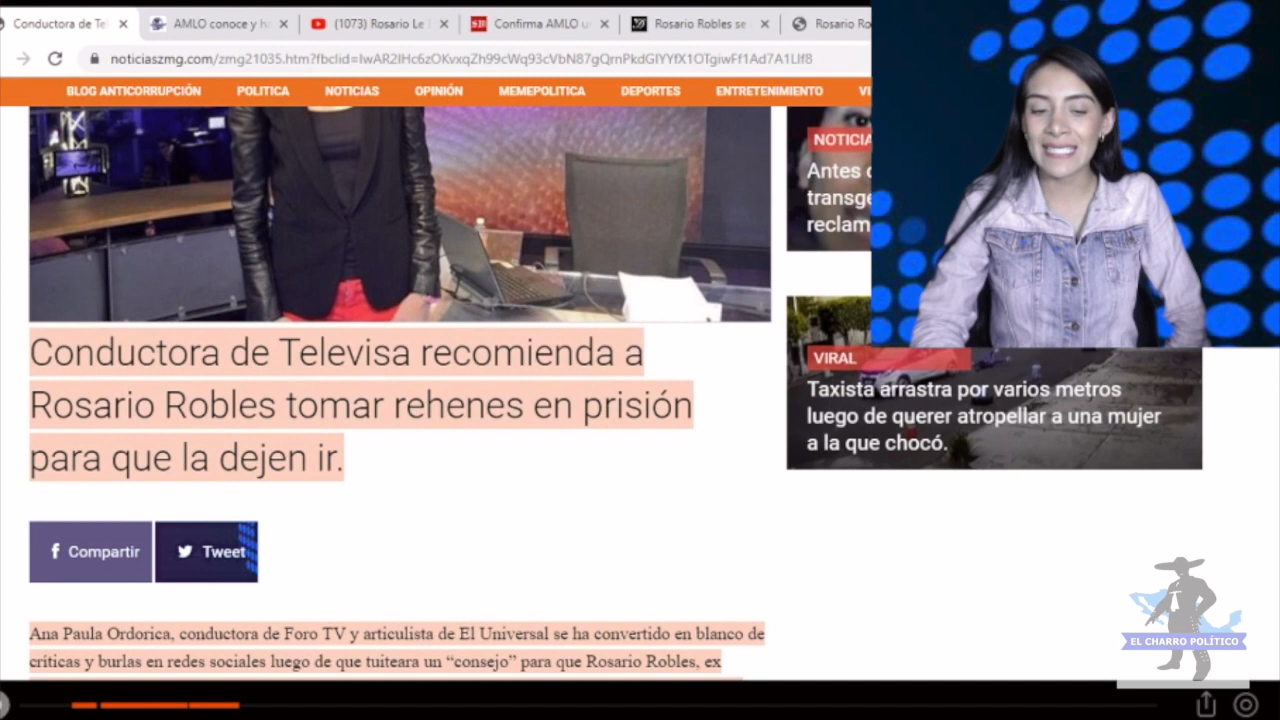 Conductora de Te
AMLO conoce y h
(1073) Rosario Le
Confirma AMLO u
Rosario Robles se
Rosario Ro
noticiaszmg.com/zmg21035.htm?fbclid=IwAR2IHc6zOKvxqZh99cWq93cVbN87gQrnPkdGIYYfX1OTgiwFf1Ad7A1LIf8
BLOG ANTICORRUPCIÓN POLITICA NOTICIAS OPINIÓN MEMEPOLITICA DEPORTES ENTRETENIMIENTO VI
NOTICIA
Antes
transge
reclam
Conductora de Televisa recomienda a
Rosario Robles tomar rehenes en prisión
para que la dejen ir.
VIRAL
Taxista arrastra por varios metros
luego de querer atropellar a una mujer
a la que chocó.
f Compartir
Tweet
Ana Paula Ordorica, conductora de Foro TV y articulista de El Universal se ha convertido en blanco de
críticas y burlas en redes sociales luego de que tuiteara un “consejo” para que Rosario Robles, ex
EL CHARRO POLÍTICO